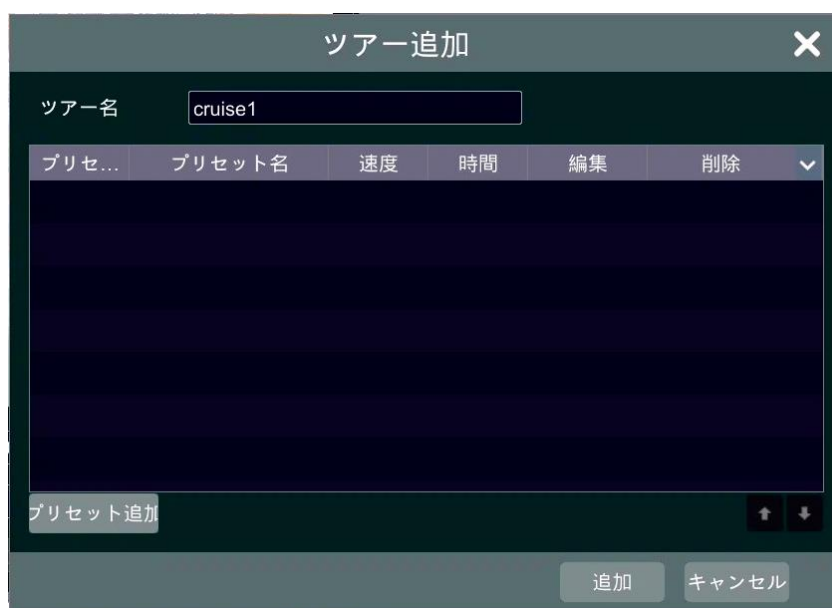 ツアー追加
ツアー名 cruise1
プリセ... プリセット名 速度 時間 編集 削除
プリセット追加
追加 キャンセル